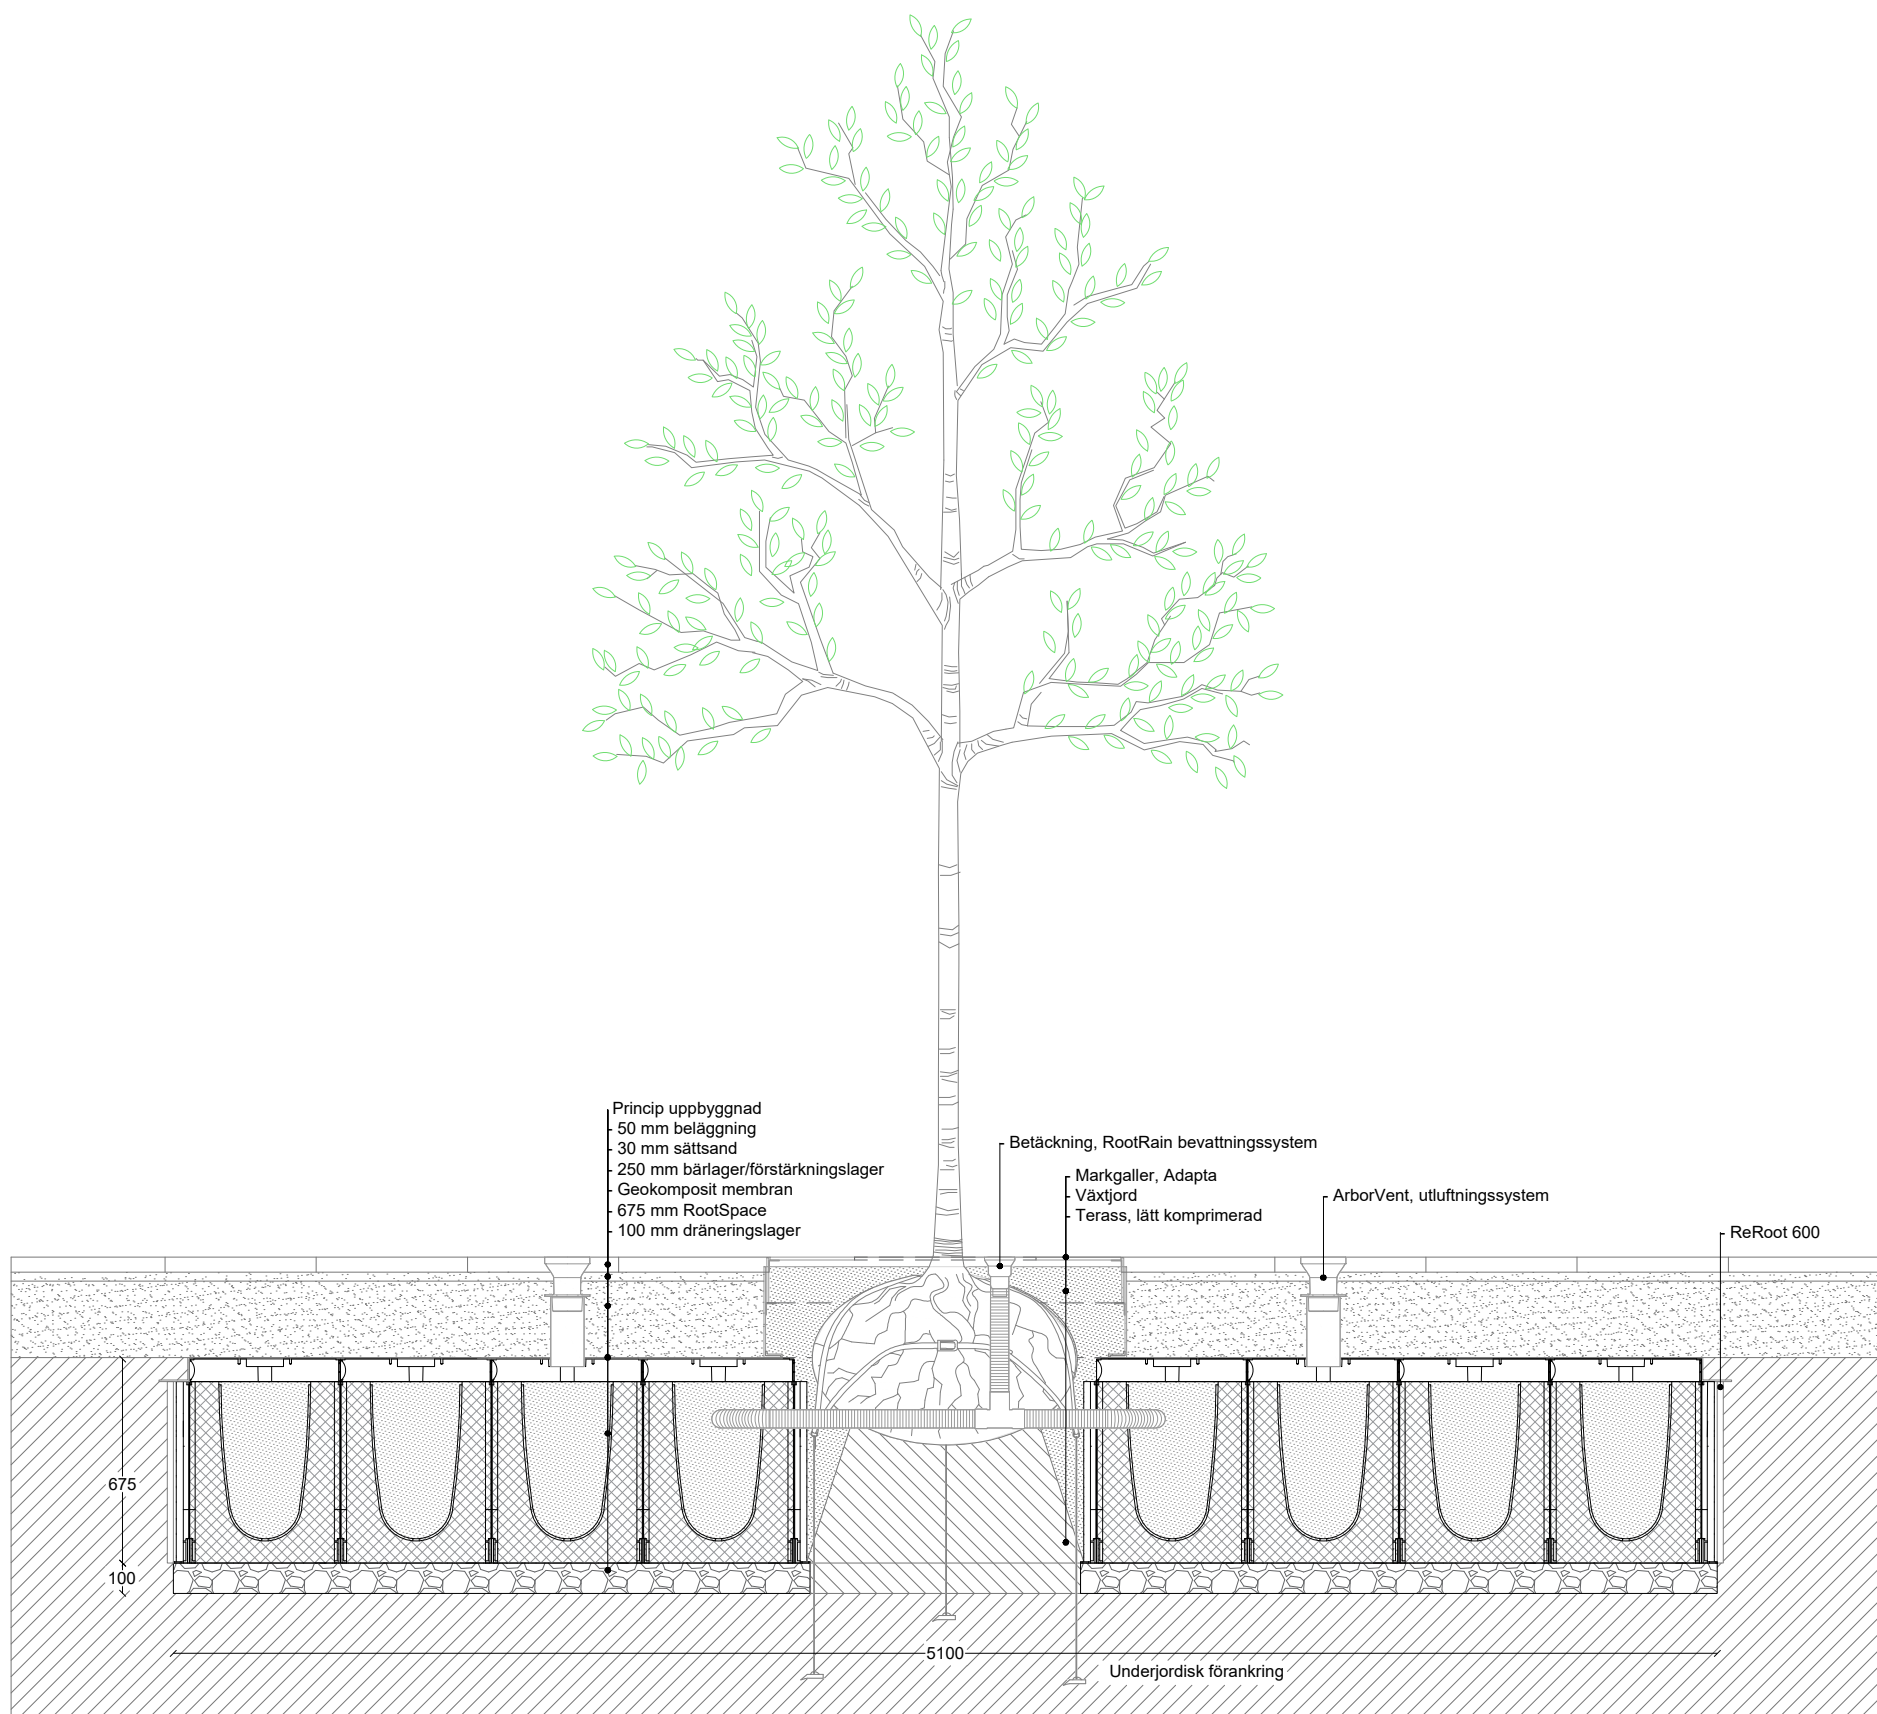 Princip uppbyggnad
50 mm beläggning
30 mm sättsand
250 mm bärlager/förstärkningslager
Geokomposit membran
675 mm RootSpace
100 mm dräneringslager
Betäckning, RootRain bevattningssystem
Markgaller, Adapta
Växtjord
Terass, lätt komprimerad
ArborVent, utluftningssystem
ReRoot 600
675
100
5100
Underjordisk förankring